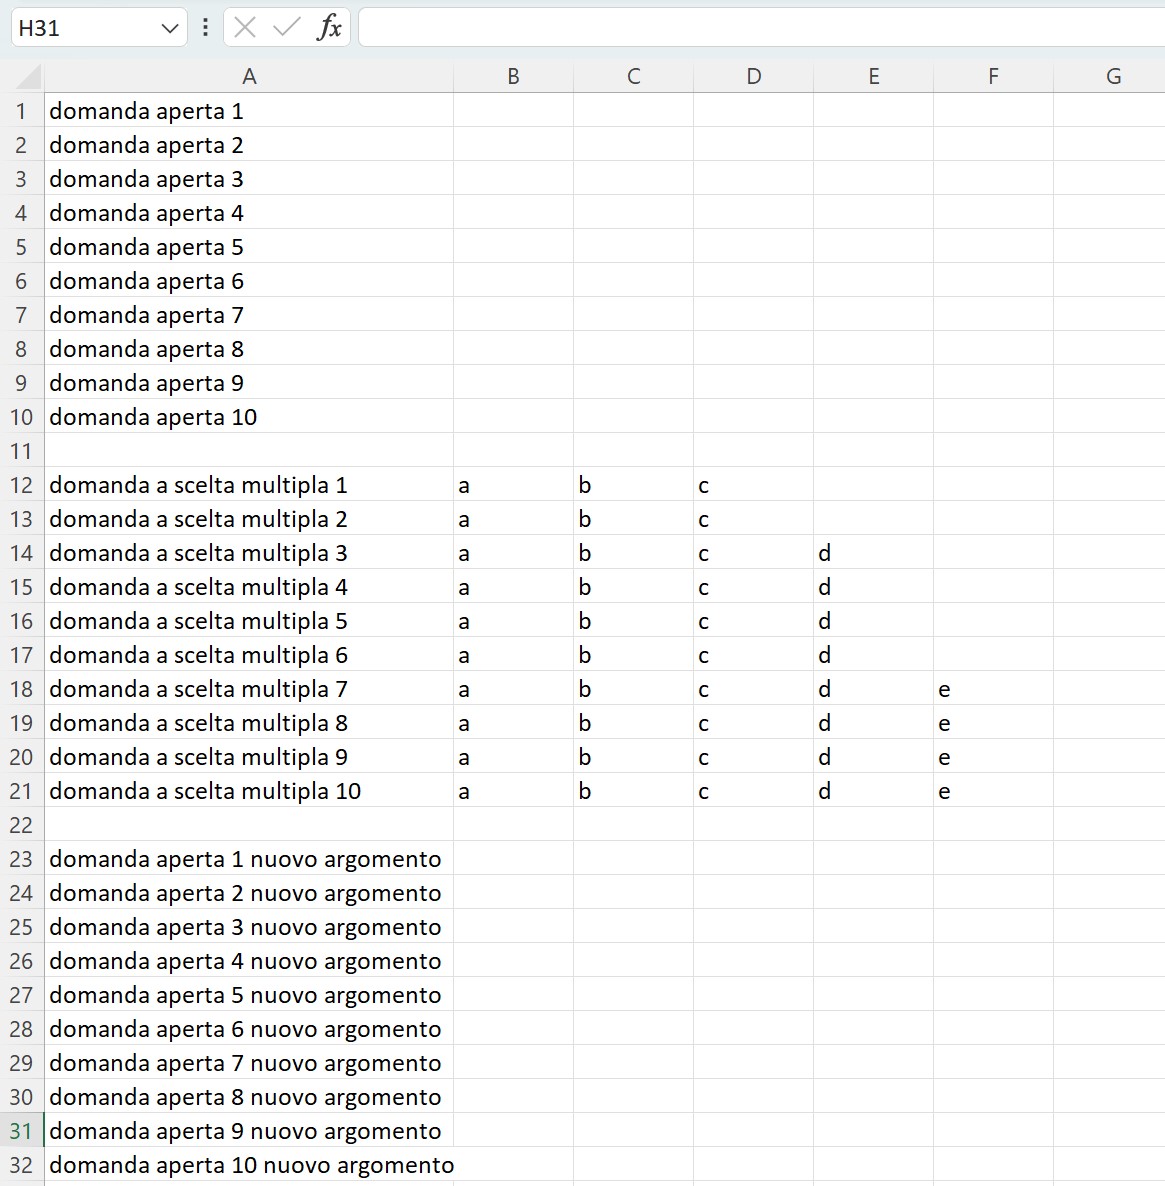 H31 fx
A B C D E F G
1 domanda aperta 1
2 domanda aperta 2
3 domanda aperta 3
4 domanda aperta 4
5 domanda aperta 5
6 domanda aperta 6
7 domanda aperta 7
8 domanda aperta 8
9 domanda aperta 9
10 domanda aperta 10
11
12 domanda a scelta multipla 1 a b c
13 domanda a scelta multipla 2 a b c
14 domanda a scelta multipla 3 a b c d
15 domanda a scelta multipla 4 a b c d
16 domanda a scelta multipla 5 a b c d
17 domanda a scelta multipla 6 a b c d
18 domanda a scelta multipla 7 a b c d e
19 domanda a scelta multipla 8 a b c d e
20 domanda a scelta multipla 9 a b c d e
21 domanda a scelta multipla 10 a b c d e
22
23 domanda aperta 1 nuovo argomento
24 domanda aperta 2 nuovo argomento
25 domanda aperta 3 nuovo argomento
26 domanda aperta 4 nuovo argomento
27 domanda aperta 5 nuovo argomento
28 domanda aperta 6 nuovo argomento
29 domanda aperta 7 nuovo argomento
30 domanda aperta 8 nuovo argomento
31 domanda aperta 9 nuovo argomento
32 domanda aperta 10 nuovo argomento